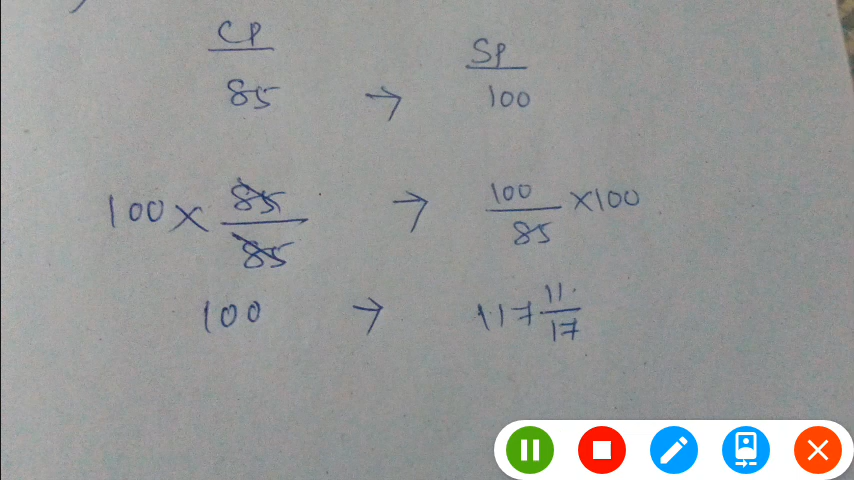 CP SP
85 → 100
100 × 85/85 → 100/85 × 100
100 → 117 11/17